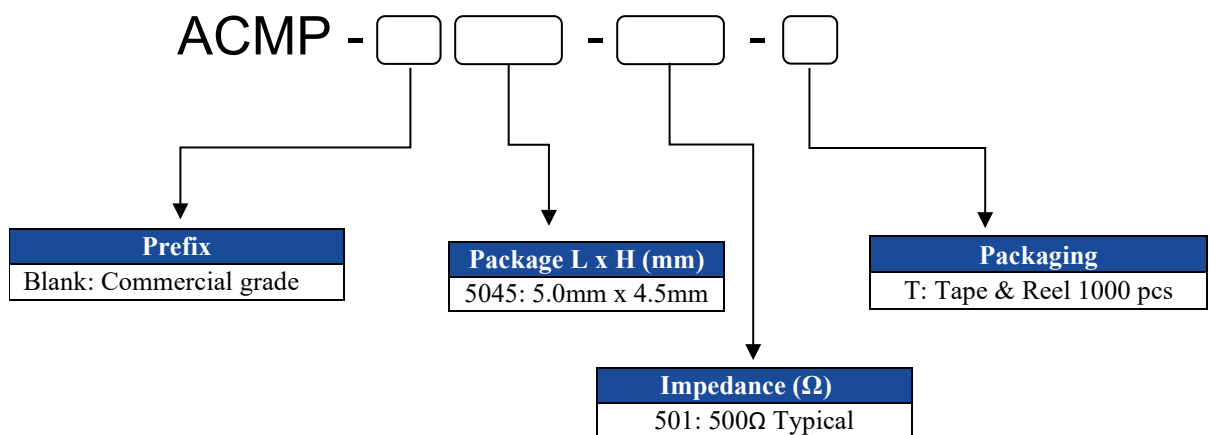 ACMP - - -
Prefix
Blank: Commercial grade
Package L x H (mm)
5045: 5.0mm x 4.5mm
Packaging
T: Tape & Reel 1000 pcs
Impedance (Ω)
501: 500Ω Typical